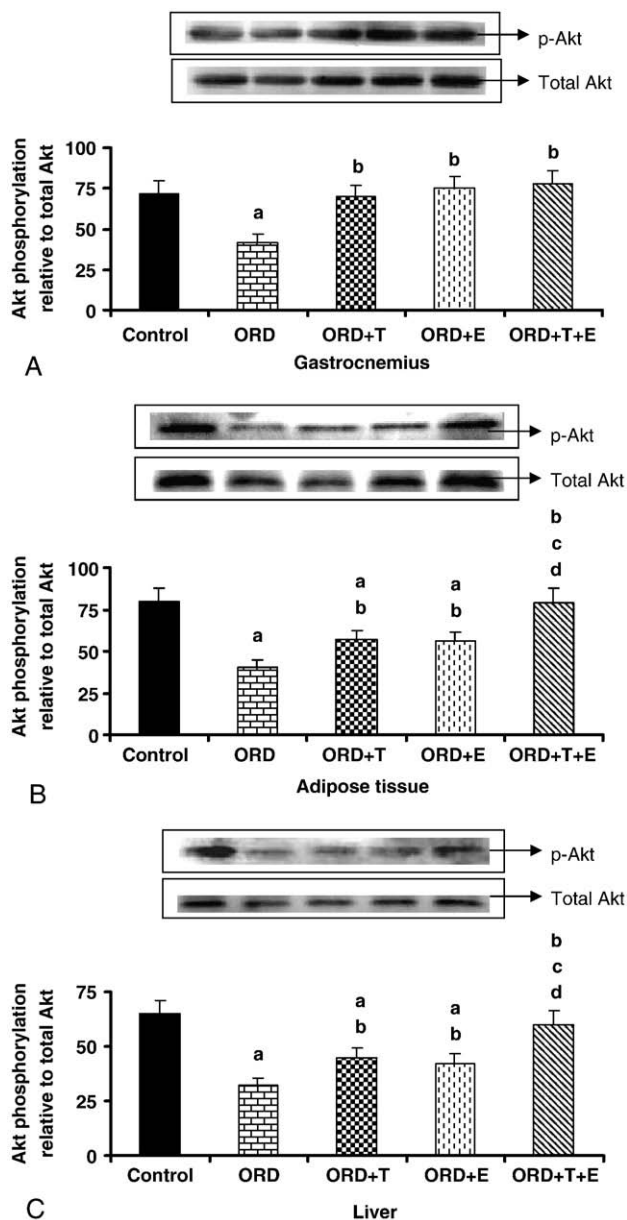 p-Akt
Total Akt
Akt phosphorylation
relative to total Akt
100
75
50
25
0
a
b
b
b
Control ORD ORD+T ORD+E ORD+T+E
Gastrocnemius
A
p-Akt
Total Akt
Akt phosphorylation
relative to total Akt
100
75
50
25
0
a
a
b
a
b
b
c
d
Control ORD ORD+T ORD+E ORD+T+E
Adipose tissue
B
p-Akt
Total Akt
Akt phosphorylation
relative to total Akt
75
50
25
0
a
a
b
a
b
b
c
d
Control ORD ORD+T ORD+E ORD+T+E
Liver
C